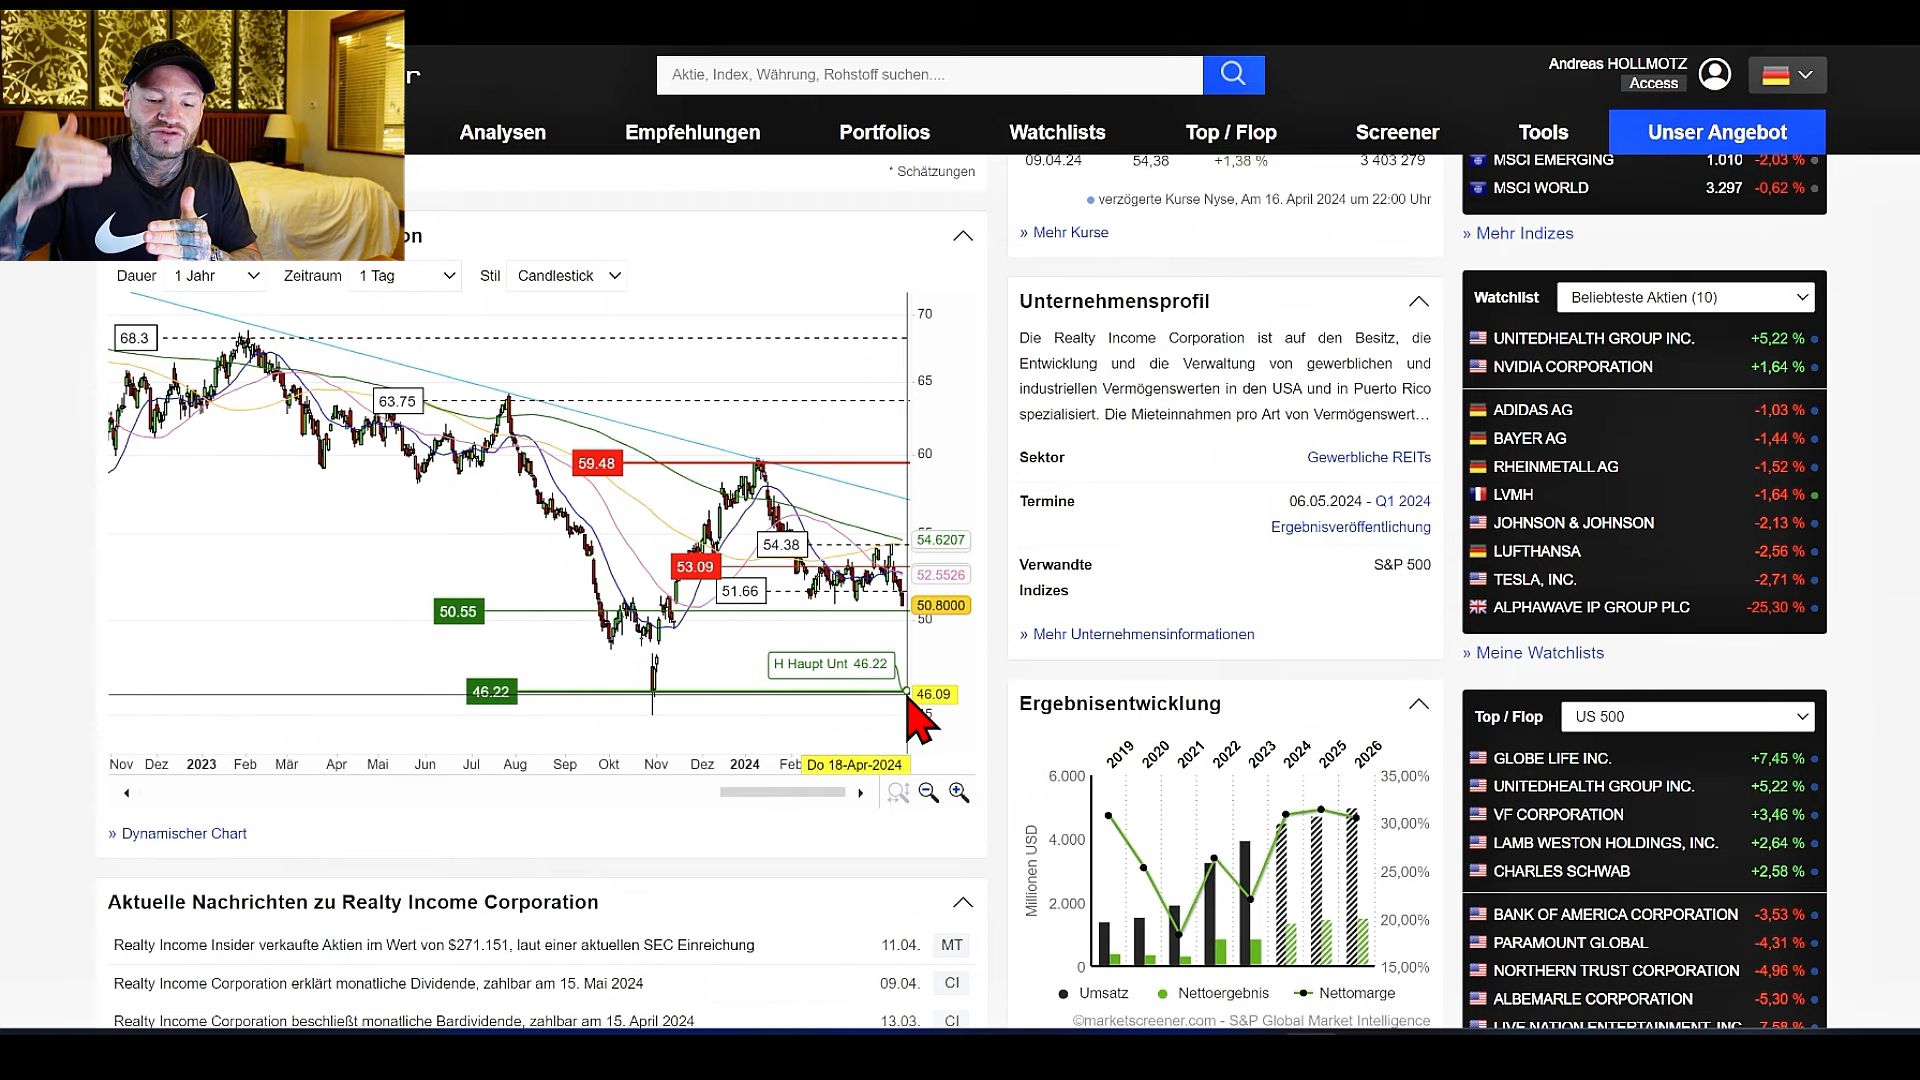 r
Aktie, Index, Währung, Rohstoff suchen....
Andreas HOLLMOTZ
Access
Analysen
Empfehlungen
Portfolios
Watchlists
Top / Flop
Screener
Tools
Unser Angebot
* Schätzungen
on
Dauer 1 Jahr Zeitraum 1 Tag Stil Candlestick
70
68.3
65
63.75
60
59.48
55
54.6207
54.38
53.09
52.5526
51.66
50.8000
50.55
50
H Haupt Unt 46.22
46.22
46.09
45
Nov Dez 2023 Feb Mär Apr Mai Jun Jul Aug Sep Okt Nov Dez 2024 Feb Do 18-Apr-2024
» Dynamischer Chart
Aktuelle Nachrichten zu Realty Income Corporation
Realty Income Insider verkaufte Aktien im Wert von $271.151, laut einer aktuellen SEC Einreichung 11.04. MT
Realty Income Corporation erklärt monatliche Dividende, zahlbar am 15. Mai 2024 09.04. CI
Realty Income Corporation beschließt monatliche Bardividende, zahlbar am 15. April 2024 13.03. CI
09.04.24 54,38 +1,38 % 3 403 279
verzögerte Kurse Nyse, Am 16. April 2024 um 22:00 Uhr
» Mehr Kurse
Unternehmensprofil
Die Realty Income Corporation ist auf den Besitz, die
Entwicklung und die Verwaltung von gewerblichen und
industriellen Vermögenswerten in den USA und in Puerto Rico
spezialisiert. Die Mieteinnahmen pro Art von Vermögenswert...
Sektor Gewerbliche REITs
Termine 06.05.2024 - Q1 2024
Ergebnisveröffentlichung
Verwandte S&P 500
Indizes
» Mehr Unternehmensinformationen
Ergebnisentwicklung
2019 2020 2021 2022 2023 2024 2025 2026
6.000 35,00%
30,00%
4.000
25,00%
2.000
20,00%
0 15,00%
Millionen USD
Umsatz Nettoergebnis Nettomarge
©marketscreener.com - S&P Global Market Intelligence
MSCI EMERGING 1.010 -2,03 %
MSCI WORLD 3.297 -0,62 %
» Mehr Indizes
Watchlist Beliebteste Aktien (10)
UNITEDHEALTH GROUP INC. +5,22 %
NVIDIA CORPORATION +1,64 %
ADIDAS AG -1,03 %
BAYER AG -1,44 %
RHEINMETALL AG -1,52 %
LVMH -1,64 %
JOHNSON & JOHNSON -2,13 %
LUFTHANSA -2,56 %
TESLA, INC. -2,71 %
ALPHAWAVE IP GROUP PLC -25,30 %
» Meine Watchlists
Top / Flop US 500
GLOBE LIFE INC. +7,45 %
UNITEDHEALTH GROUP INC. +5,22 %
VF CORPORATION +3,46 %
LAMB WESTON HOLDINGS, INC. +2,64 %
CHARLES SCHWAB +2,58 %
BANK OF AMERICA CORPORATION -3,53 %
PARAMOUNT GLOBAL -4,31 %
NORTHERN TRUST CORPORATION -4,96 %
ALBEMARLE CORPORATION -5,30 %
LIVE NATION ENTERTAINMENT, INC. -7,58 %